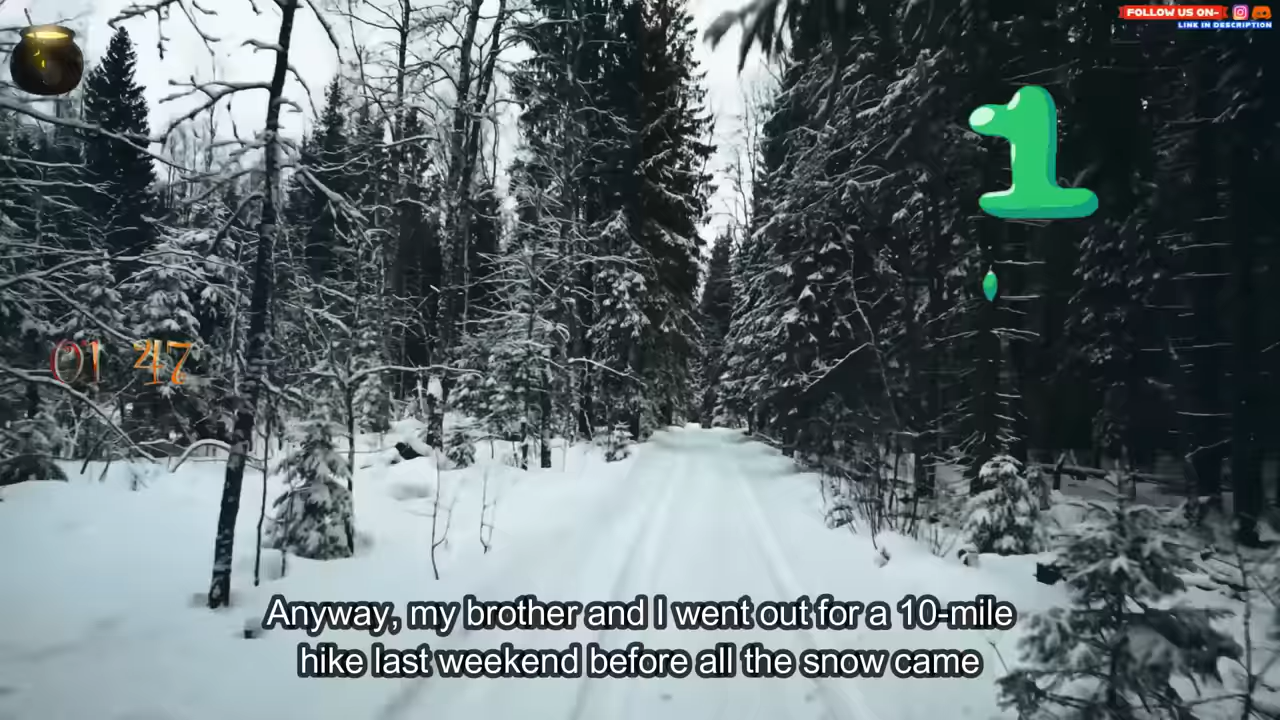 FOLLOW US ON-
LINK IN DESCRIPTION
1
01 47
Anyway, my brother and I went out for a 10-mile
hike last weekend before all the snow came